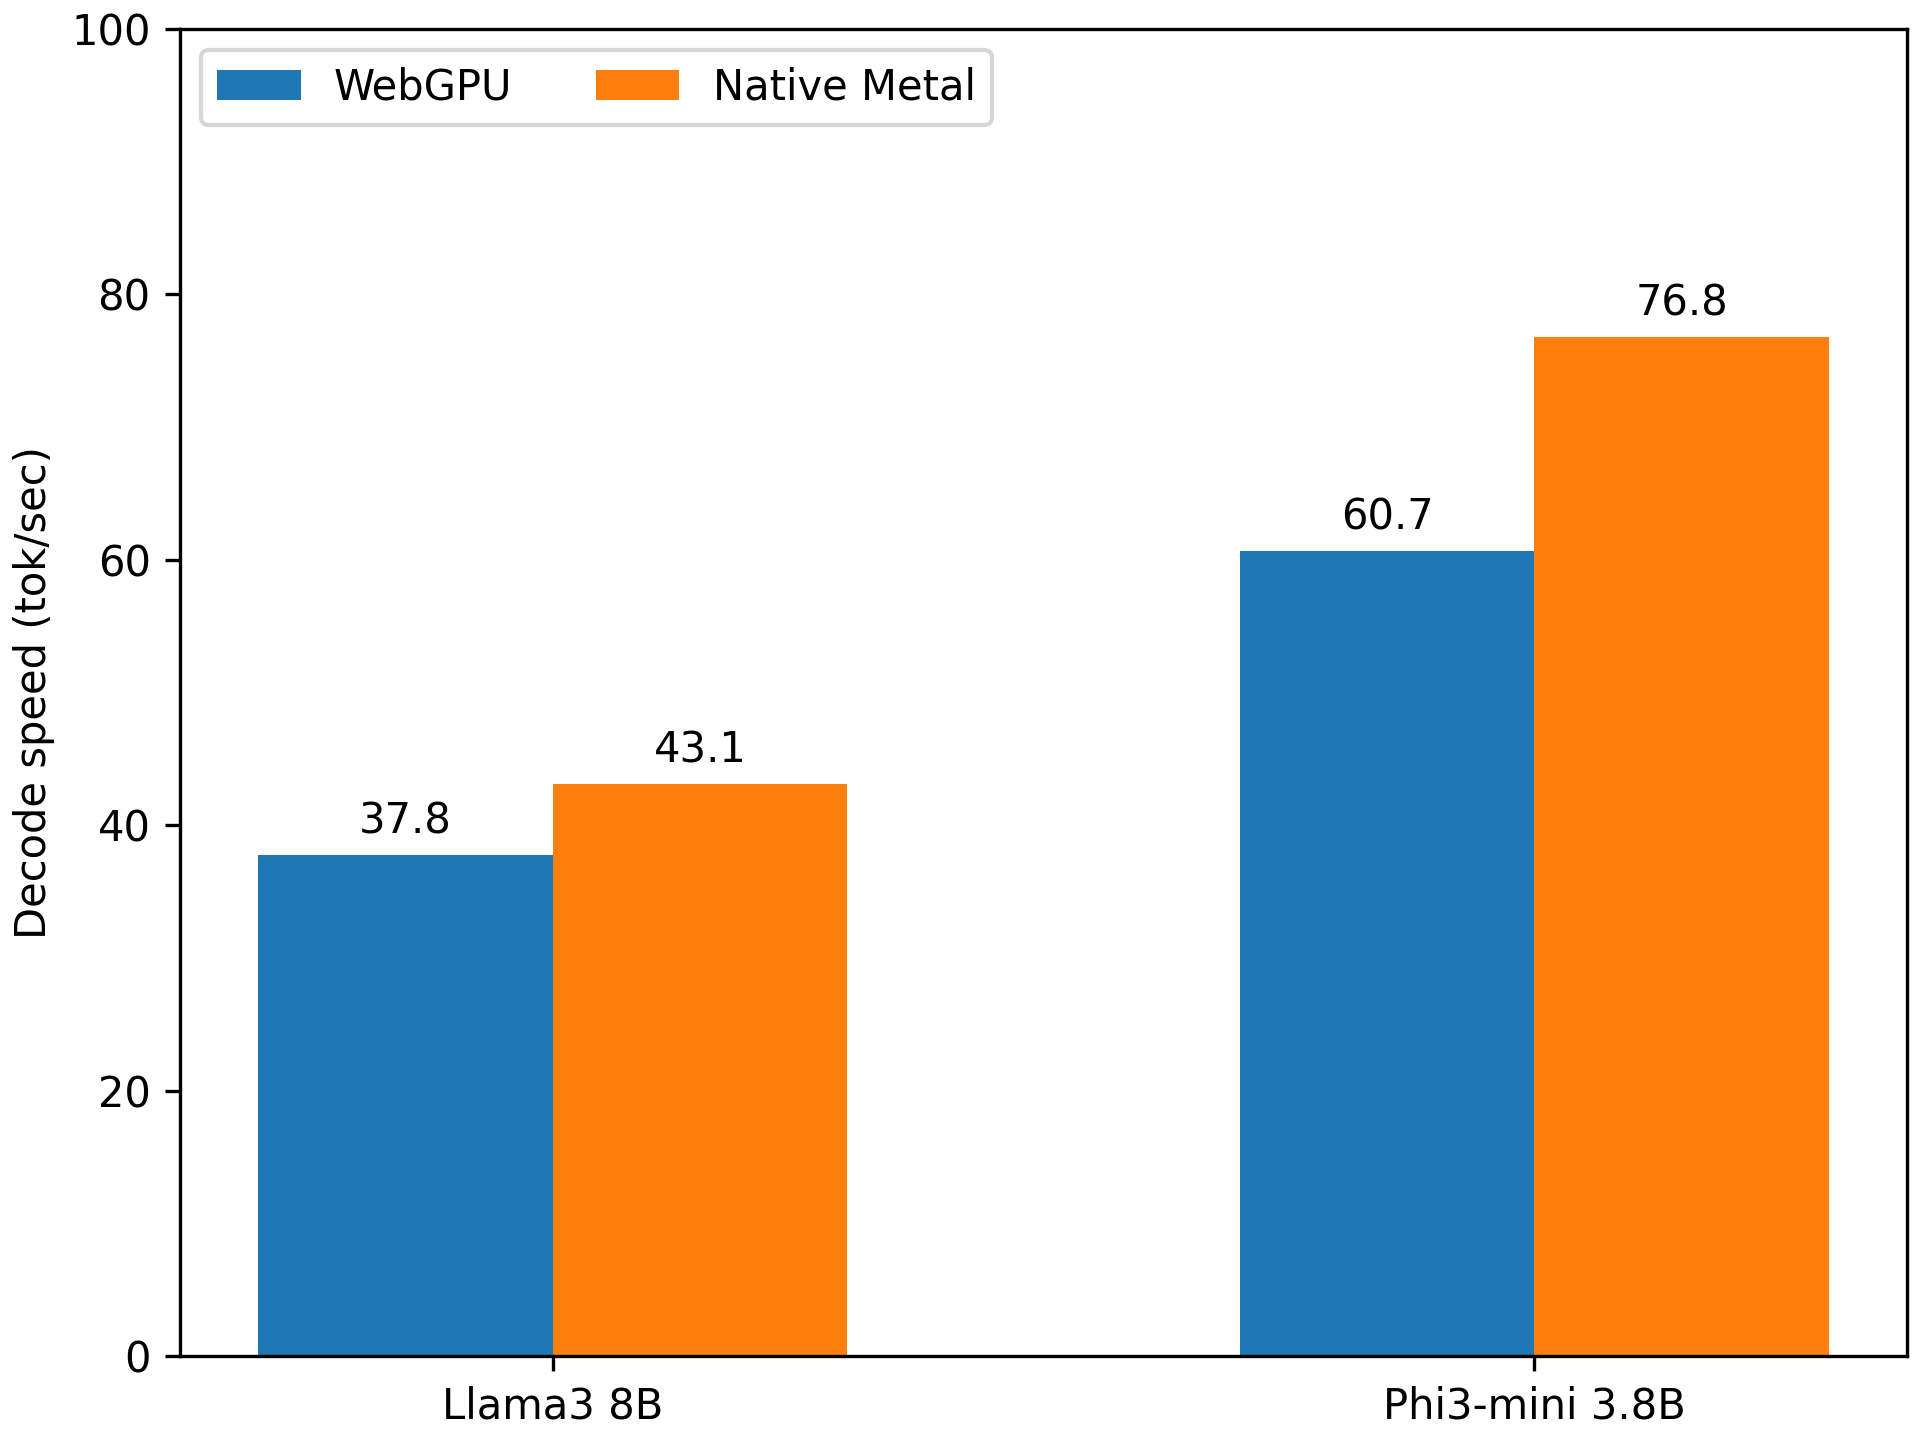 100
WebGPU
Native Metal
80
76.8
60.7
60
43.1
37.8
40
20
0
Decode speed (tok/sec)
Llama3 8B
Phi3-mini 3.8B